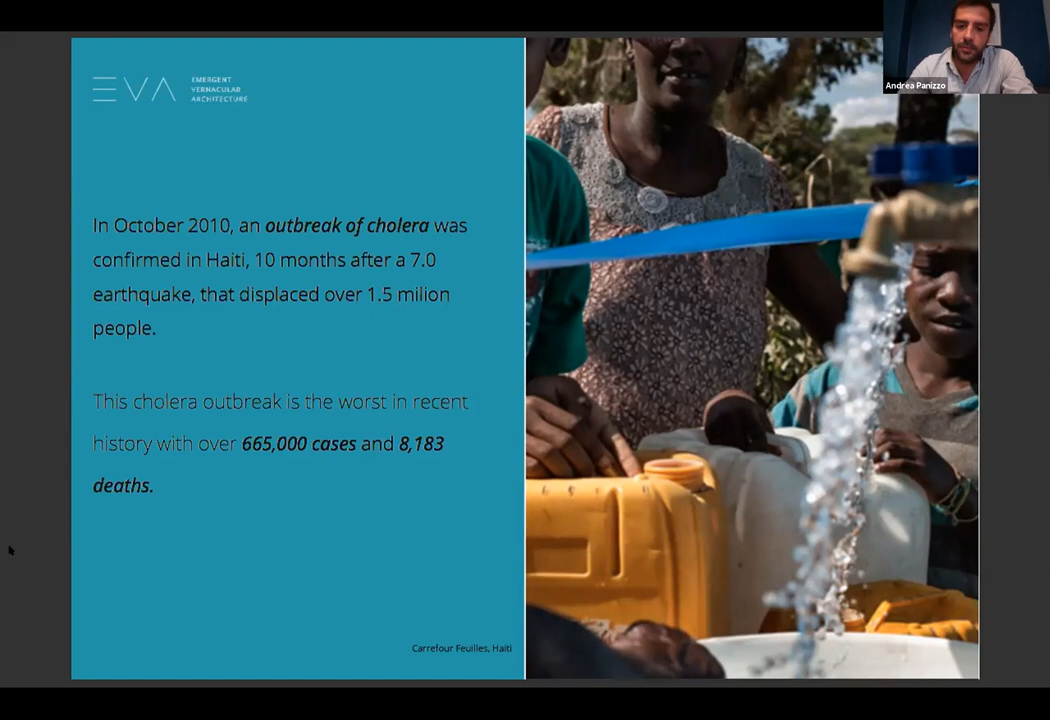 EVA
EMERGENT
VERNACULAR
ARCHITECTURE
Andrea Panizzo
In October 2010, an outbreak of cholera was
confirmed in Haiti, 10 months after a 7.0
earthquake, that displaced over 1.5 milion
people.
This cholera outbreak is the worst in recent
history with over 665,000 cases and 8,183
deaths.
Carrefour Feuilles, Haiti